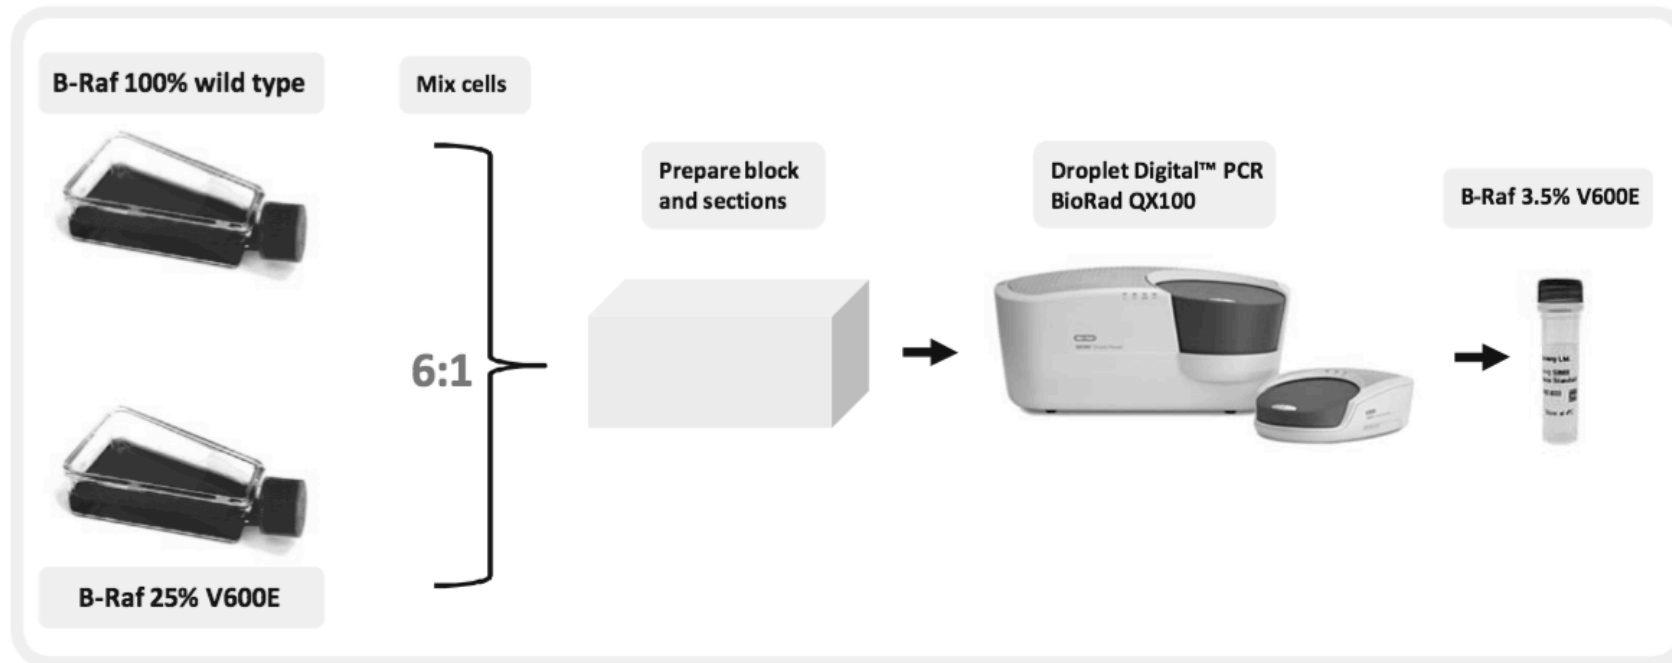 B-Raf 100% wild type
Mix cells
Prepare block
and sections
Droplet Digital™ PCR
BioRad QX100
B-Raf 3.5% V600E
6:1
B-Raf 25% V600E